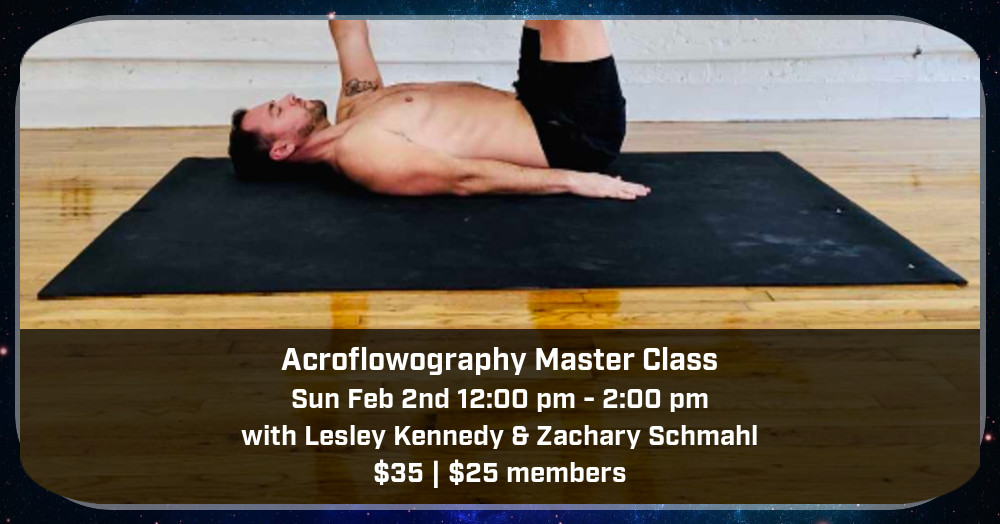 Acroflowography Master Class
Sun Feb 2nd 12:00 pm - 2:00 pm
with Lesley Kennedy & Zachary Schmahl
$35 | $25 members